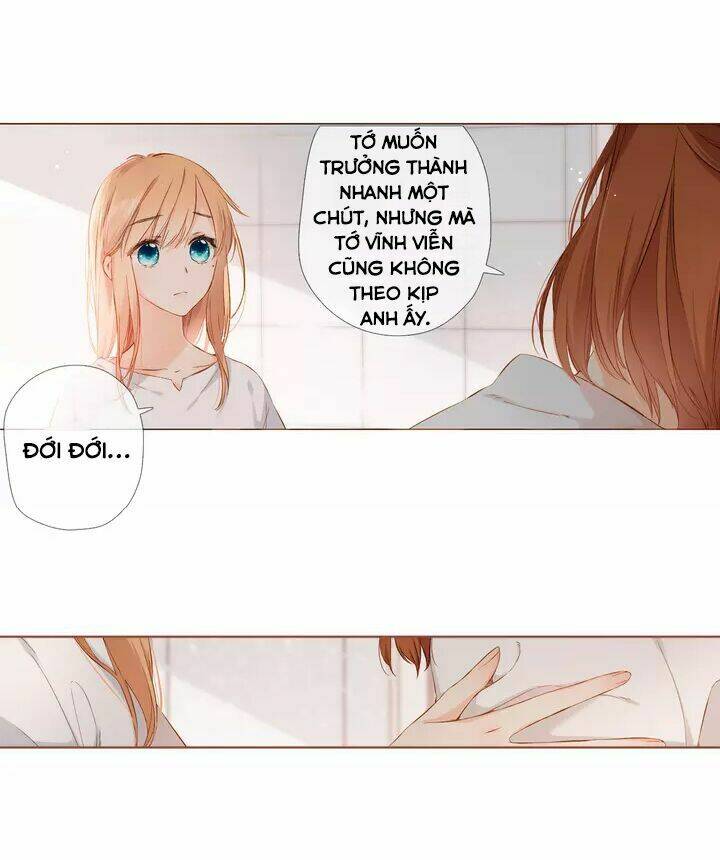 TỚ MUỐN
TRƯỞNG THÀNH
NHANH MỘT
CHÚT, NHƯNG MÀ
TỚ VĨNH VIỄN
CŨNG KHÔNG
THEO KỊP
ANH ẤY.
ĐỚI ĐỚI...